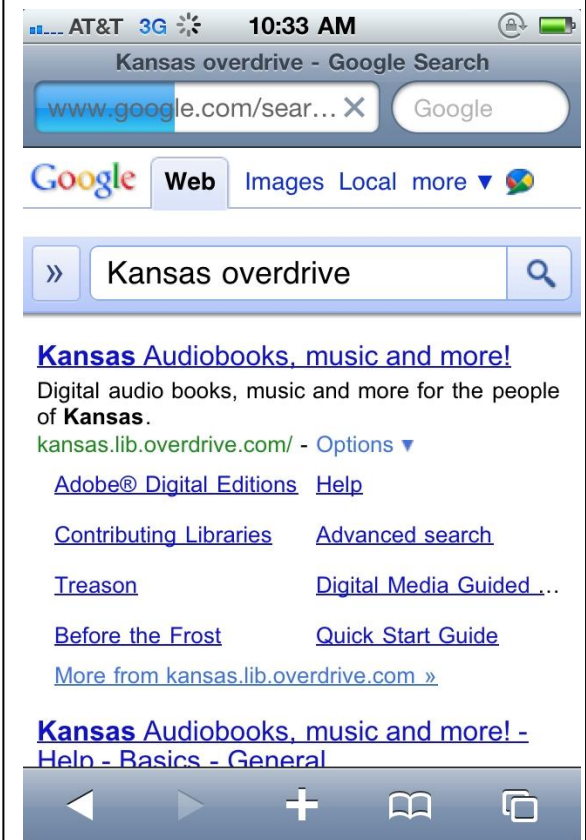 AT&T 3G 10:33 AM
Kansas overdrive - Google Search
www.google.com/sear… Google
Google Web Images Local more ▼
» Kansas overdrive
Kansas Audiobooks, music and more!
Digital audio books, music and more for the people
of Kansas.
kansas.lib.overdrive.com/ - Options ▼
Adobe® Digital Editions Help
Contributing Libraries Advanced search
Treason Digital Media Guided …
Before the Frost Quick Start Guide
More from kansas.lib.overdrive.com »
Kansas Audiobooks, music and more! -
Help - Basics - General